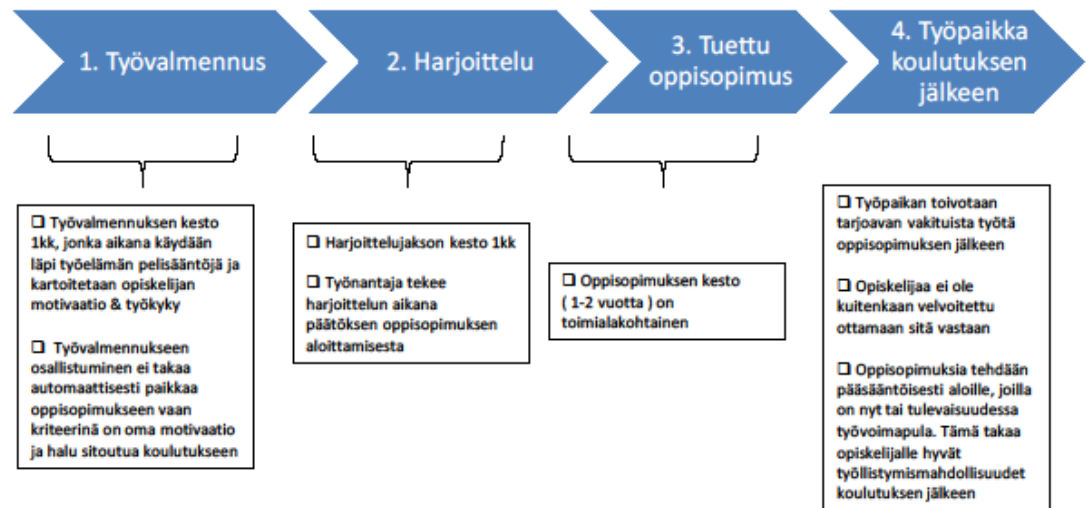 1. Työvalmennus
2. Harjoittelu
3. Tuettu
oppisopimus
4. Työpaikka
koulutuksen
jälkeen
❑ Työvalmennuksen kesto
1kk, jonka aikana käydään
läpi työelämän pelisääntöjä ja
kartoitetaan opiskelijan
motivaatio & työkyky
❑ Työvalmennukseen
osallistuminen ei takaa
automaattisesti paikkaa
oppisopimukseen vaan
kriteerinä on oma motivaatio
ja halu sitoutua koulutukseen
❑ Harjoittelujakson kesto 1kk
❑ Työnantaja tekee
harjoittelun aikana
päätöksen oppisopimuksen
aloittamisesta
❑ Oppisopimuksen kesto
( 1-2 vuotta ) on
toimialakohtainen
❑ Työpaikan toivotaan
tarjoavan vakituista työtä
oppisopimuksen jälkeen
❑ Opiskelijaa ei ole
kuitenkaan velvoitettu
ottamaan sitä vastaan
❑ Oppisopimuksia tehdään
pääsääntöisesti aloille, joilla
on nyt tai tulevaisuudessa
työvoimapula. Tämä takaa
opiskelijalle hyvät
työllistymismahdollisuudet
koulutuksen jälkeen